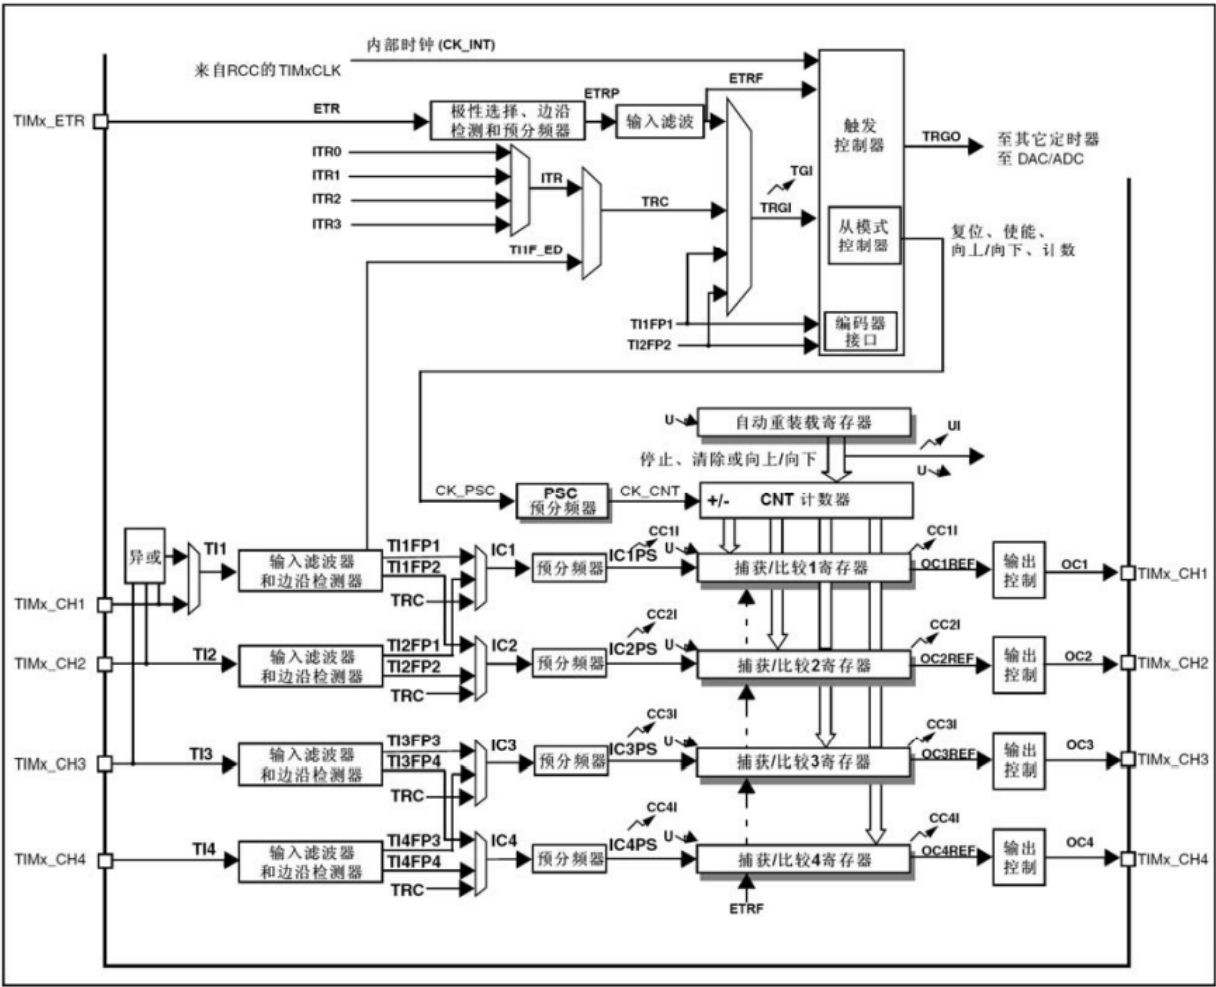 内部时钟 (CK_INT)
来自RCC的TIMxCLK
TIMx_ETR
ETR
极性选择、边沿
检测和预分频器
ETRP
输入滤波
ETRF
触发
控制器
TRGO
至其它定时器
至 DAC/ADC
ITR0
ITR1
ITR2
ITR3
ITR
TRC
TI1F_ED
TGI
TRGI
从模式
控制器
复位、使能、
向上/向下、计数
TI1FP1
TI2FP2
编码器
接口
U
自动重装载寄存器
UI
U
停止、清除或向上/向下
CK_PSC
PSC
预分频器
CK_CNT
+/-
CNT 计数器
异或
TI1
TIMx_CH1
输入滤波器
和边沿检测器
TI1FP1
TI1FP2
TRC
IC1
预分频器
CC1I
IC1PS
U
捕获/比较1寄存器
CC1I
OC1REF
输出
控制
OC1
TIMx_CH1
TIMx_CH2
TI2
输入滤波器
和边沿检测器
TI2FP1
TI2FP2
TRC
IC2
预分频器
CC2I
IC2PS
U
捕获/比较2寄存器
CC2I
OC2REF
输出
控制
OC2
TIMx_CH2
TIMx_CH3
TI3
输入滤波器
和边沿检测器
TI3FP3
TI3FP4
TRC
IC3
预分频器
CC3I
IC3PS
U
捕获/比较3寄存器
CC3I
OC3REF
输出
控制
OC3
TIMx_CH3
TIMx_CH4
TI4
输入滤波器
和边沿检测器
TI4FP3
TI4FP4
TRC
IC4
预分频器
CC4I
IC4PS
U
捕获/比较4寄存器
CC4I
OC4REF
输出
控制
OC4
TIMx_CH4
ETRF